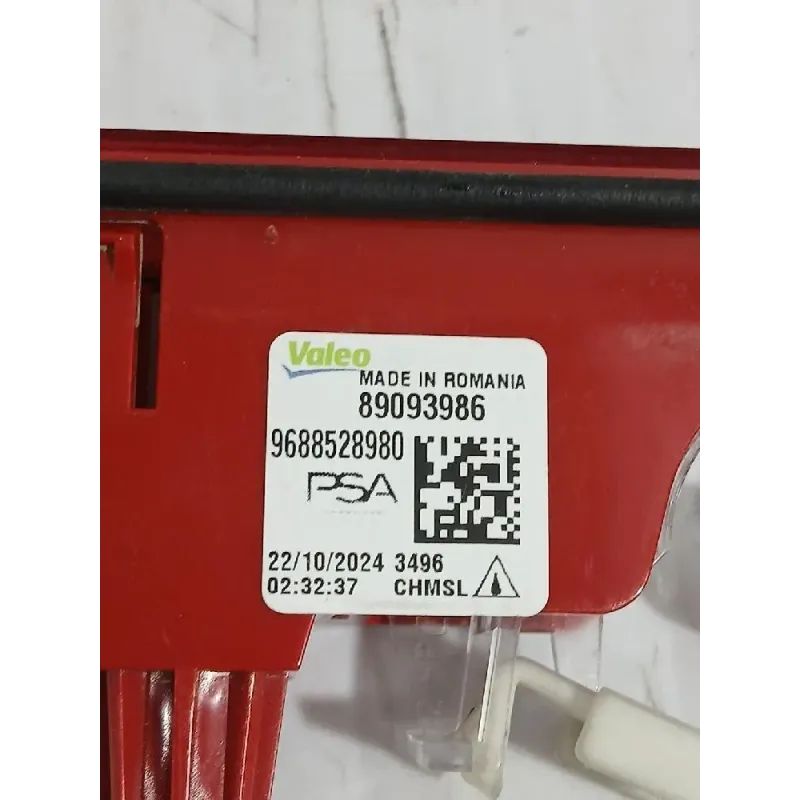 Valeo
MADE IN ROMANIA
89093986
9688528980
PSA
22/10/2024 3496
02:32:37 CHMSL